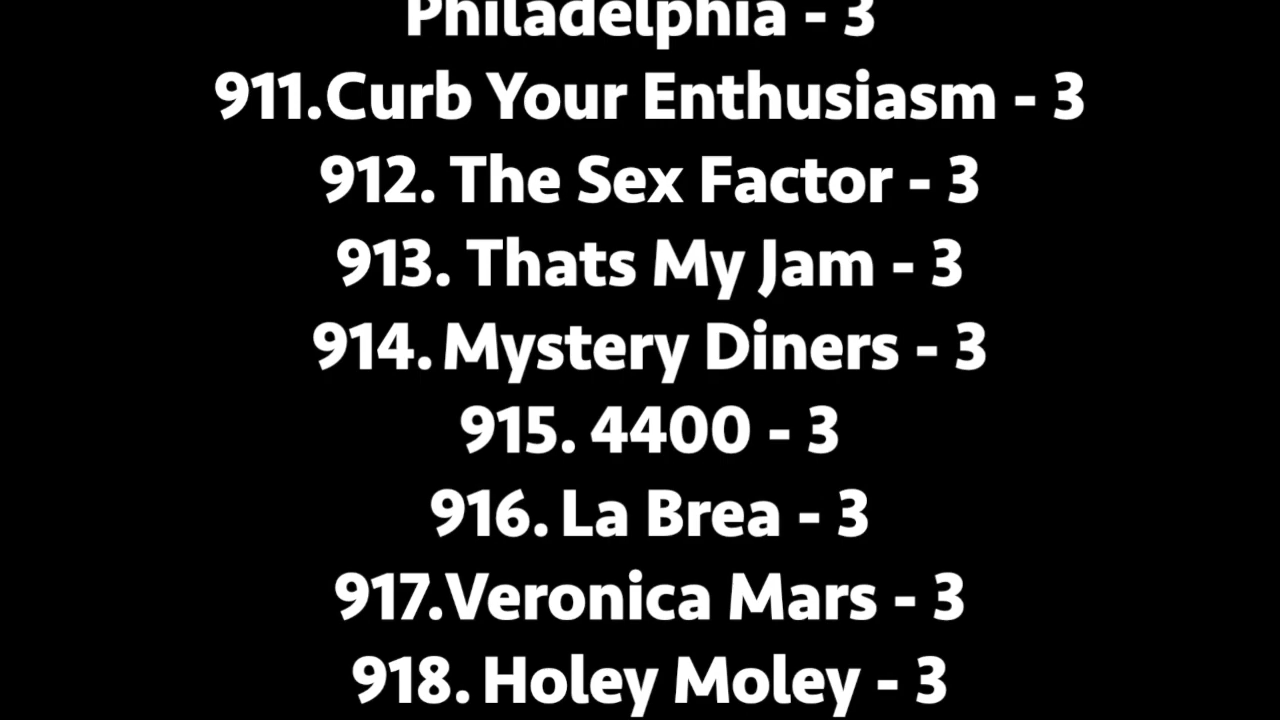 Philadelphia - 3
911.Curb Your Enthusiasm - 3
912. The Sex Factor - 3
913. Thats My Jam - 3
914. Mystery Diners - 3
915. 4400 - 3
916. La Brea - 3
917.Veronica Mars - 3
918. Holey Moley - 3